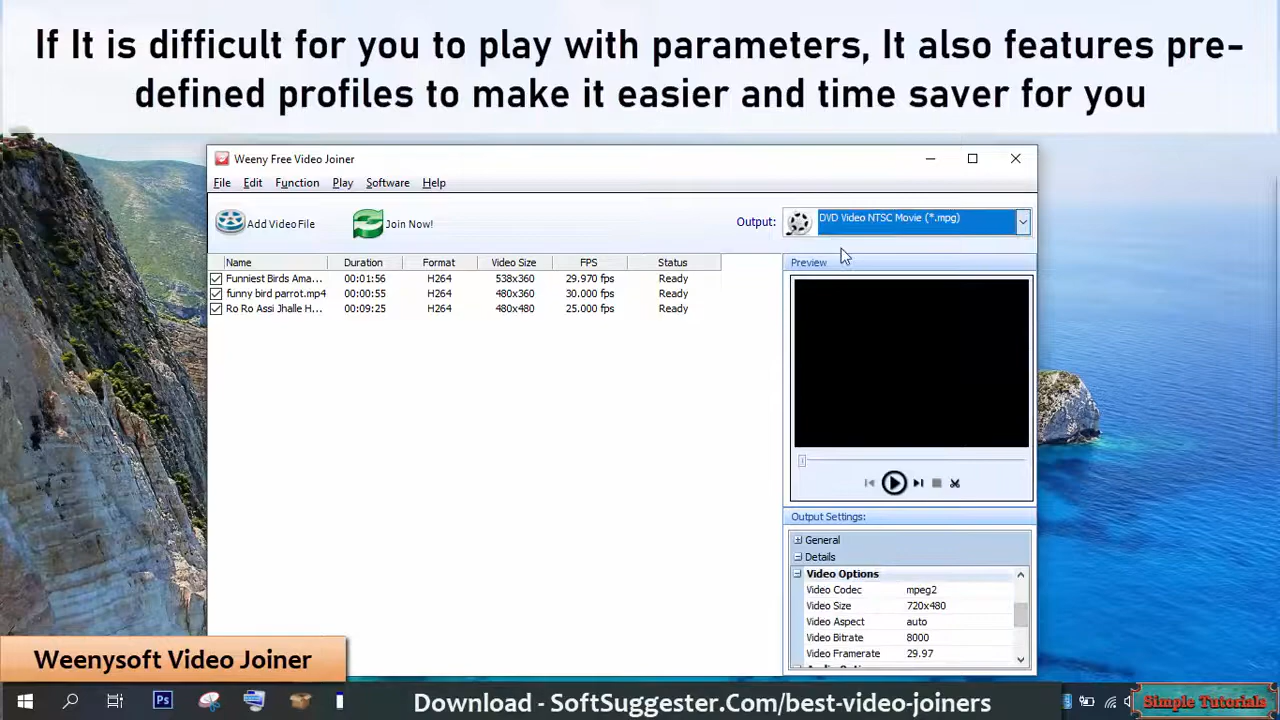 If It is difficult for you to play with parameters, It also features pre-
defined profiles to make it easier and time saver for you
Weeny Free Video Joiner
File Edit Function Play Software Help
Add Video File Join Now! Output: DVD Video NTSC Movie (*.mpg)
Name Duration Format Video Size FPS Status
Funniest Birds Ama... 00:01:56 H264 538x360 29.970 fps Ready
funny bird parrot.mp4 00:00:55 H264 480x360 30.000 fps Ready
Ro Ro Assi Jhalle H... 00:09:25 H264 480x480 25.000 fps Ready
Preview
Output Settings:
General
Details
Video Options
Video Codec mpeg2
Video Size 720x480
Video Aspect auto
Video Bitrate 8000
Video Framerate 29.97
Weenysoft Video Joiner
Ps
Download - SoftSuggester.Com/best-video-joiners
Simple Tutorials